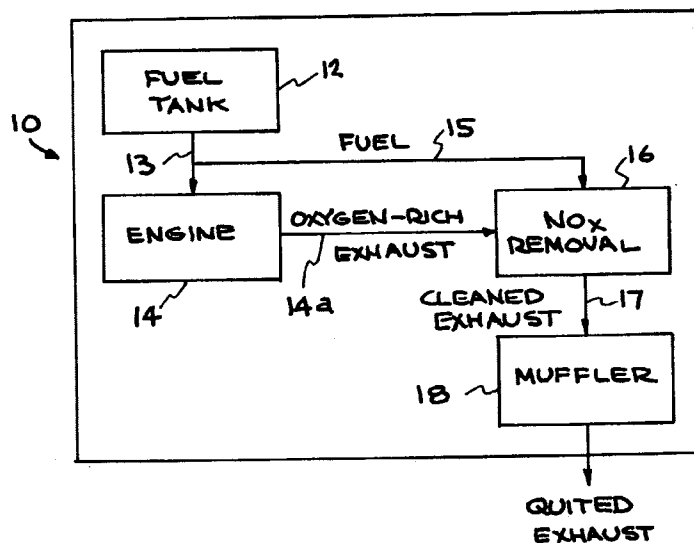 FUEL
TANK
12
10
13
FUEL
15
16
ENGINE
14
OXYGEN-RICH
EXHAUST
14a
NOx
REMOVAL
CLEANED
EXHAUST
17
MUFFLER
18
QUITED
EXHAUST